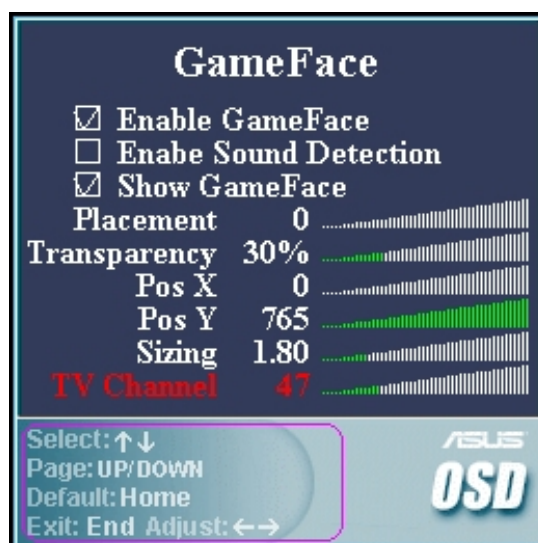 GameFace
Enable GameFace
Enabe Sound Detection
Show GameFace
Placement 0
Transparency 30%
Pos X 0
Pos Y 765
Sizing 1.80
TV Channel 47
Select:↑↓
Page:UP/DOWN
Default:Home
Exit: End Adjust:←→
ASUS
OSD